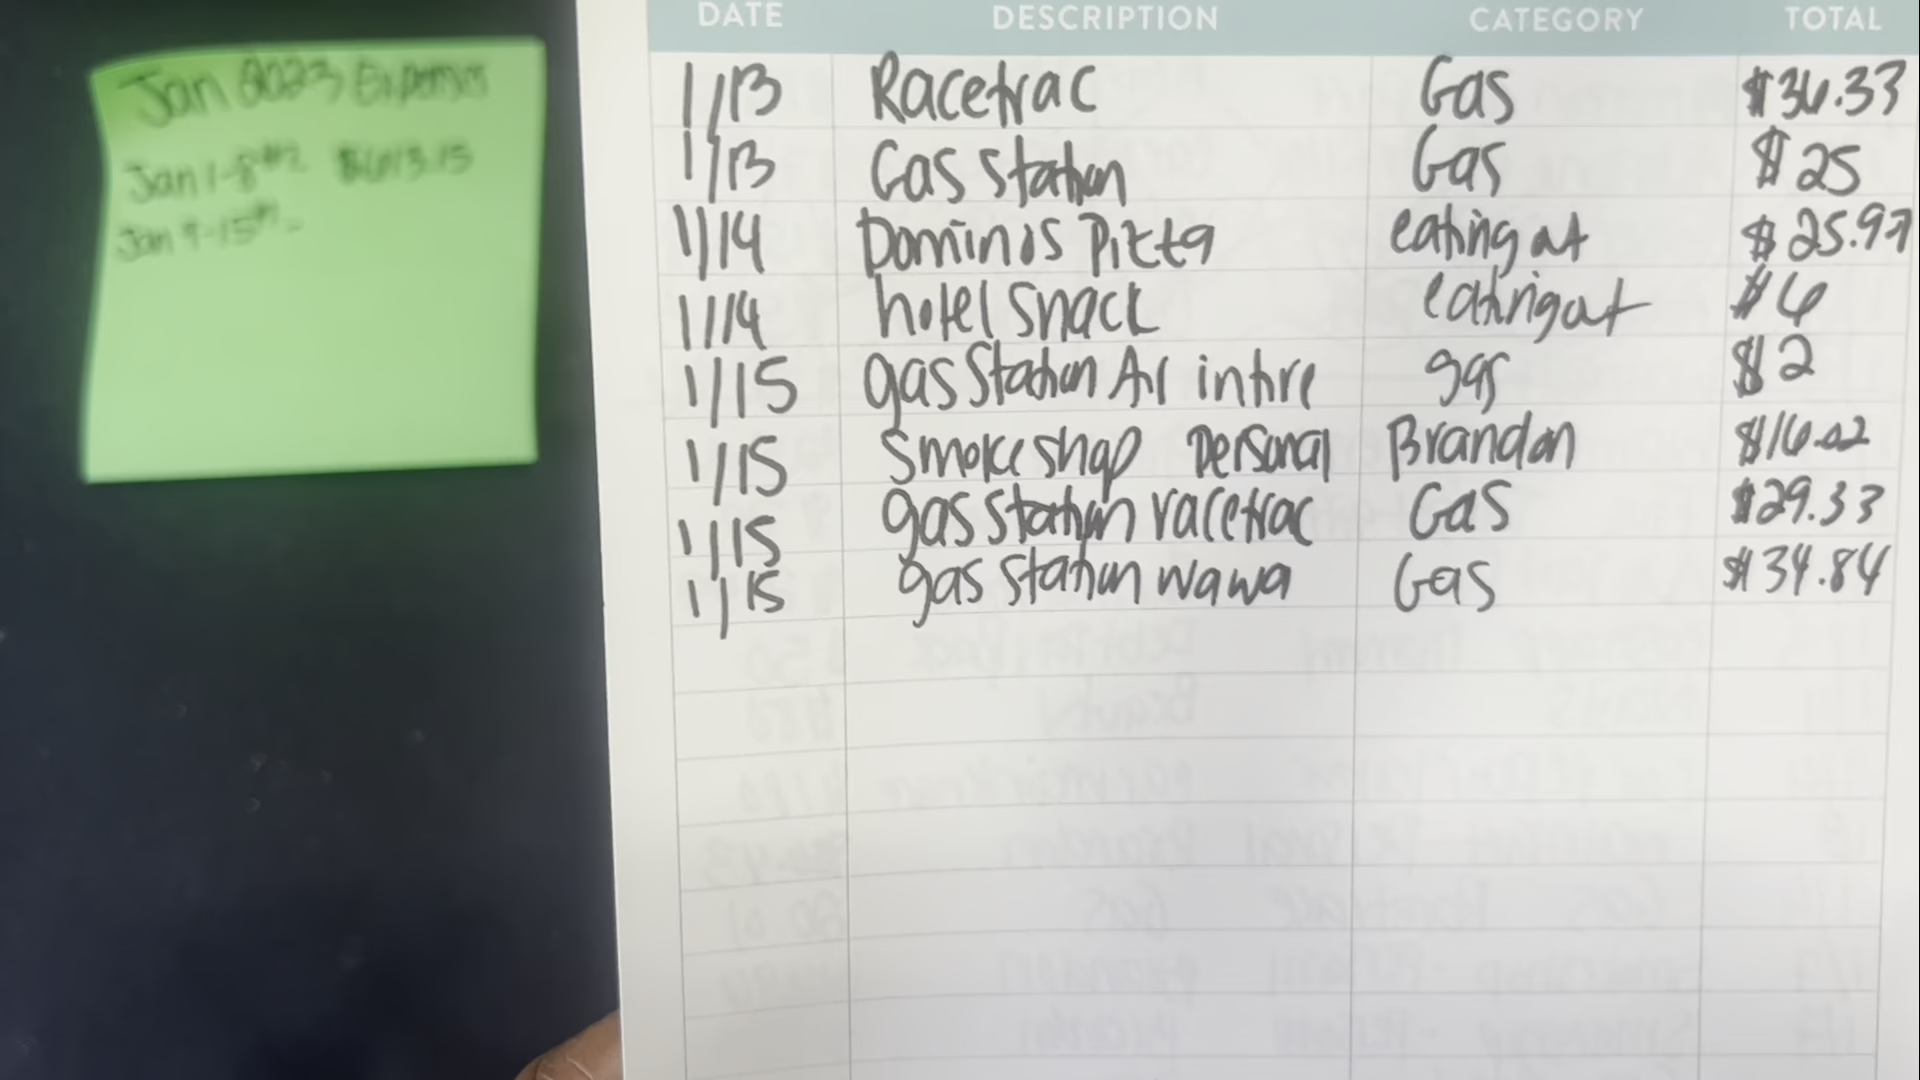 Jan 2023 Expenses
Jan 1-8th $613.15
Jan 9-15th -
DATE DESCRIPTION CATEGORY TOTAL
1/13 Racetrac Gas $36.33
1/13 Gas station Gas $25
1/14 Dominos Pizza eating out $25.97
1/14 hotel snack eating out $6
1/15 gas station Air in tire gas $2
1/15 Smoke shop personal Brandon $16.02
1/15 gas station racetrac Gas $29.33
1/15 gas station wawa Gas $34.84